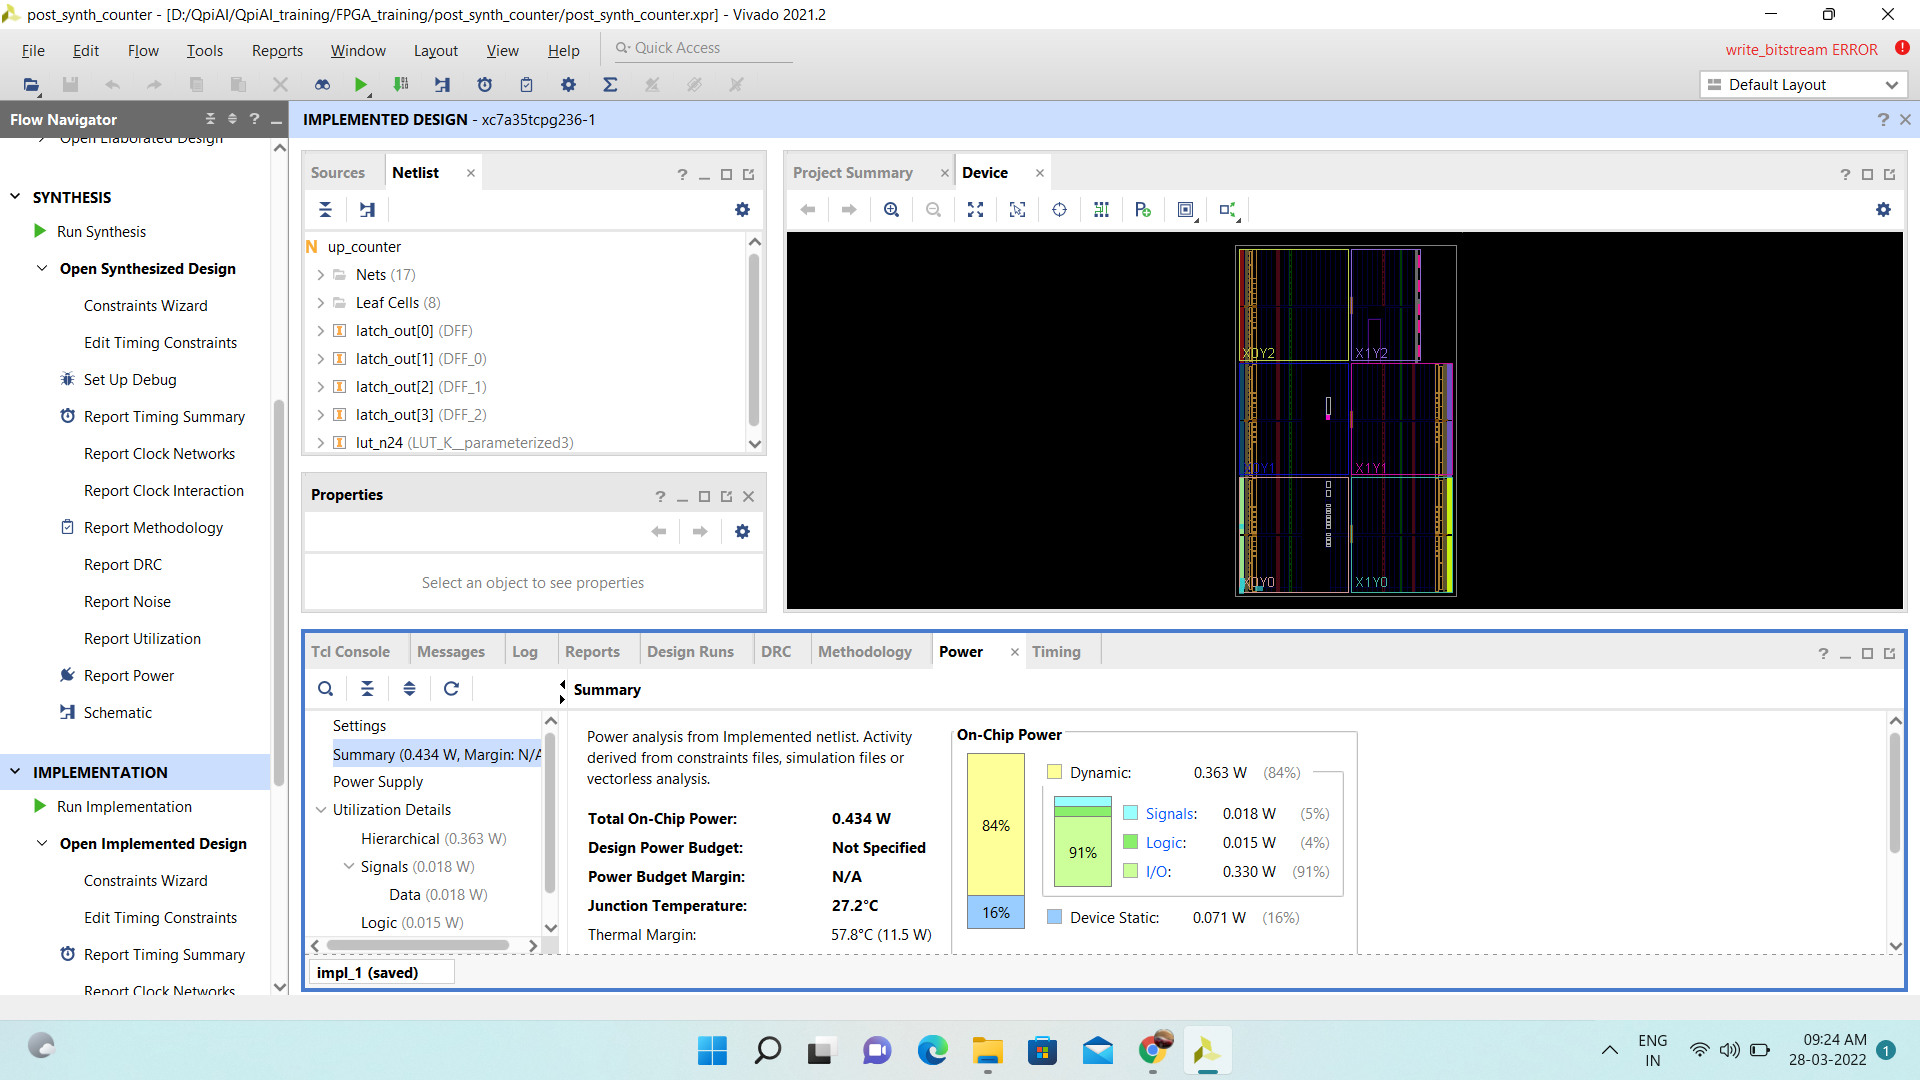 post_synth_counter - [D:/QpiAI/QpiAI_training/FPGA_training/post_synth_counter/post_synth_counter.xpr] - Vivado 2021.2
File Edit Flow Tools Reports Window Layout View Help Quick Access
write_bitstream ERROR
Default Layout
Flow Navigator
IMPLEMENTED DESIGN - xc7a35tcpg236-1
Open Elaborated Design
SYNTHESIS
Run Synthesis
Open Synthesized Design
Constraints Wizard
Edit Timing Constraints
Set Up Debug
Report Timing Summary
Report Clock Networks
Report Clock Interaction
Report Methodology
Report DRC
Report Noise
Report Utilization
Report Power
Schematic
IMPLEMENTATION
Run Implementation
Open Implemented Design
Constraints Wizard
Edit Timing Constraints
Report Timing Summary
Report Clock Networks
Sources Netlist
N up_counter
Nets (17)
Leaf Cells (8)
latch_out[0] (DFF)
latch_out[1] (DFF_0)
latch_out[2] (DFF_1)
latch_out[3] (DFF_2)
lut_n24 (LUT_K__parameterized3)
Properties
Select an object to see properties
Project Summary Device
X0Y2 X1Y2
X0Y1 X1Y1
X0Y0 X1Y0
Tcl Console Messages Log Reports Design Runs DRC Methodology Power Timing
Summary
Settings
Summary (0.434 W, Margin: N/A
Power Supply
Utilization Details
Hierarchical (0.363 W)
Signals (0.018 W)
Data (0.018 W)
Logic (0.015 W)
Power analysis from Implemented netlist. Activity
derived from constraints files, simulation files or
vectorless analysis.
Total On-Chip Power: 0.434 W
Design Power Budget: Not Specified
Power Budget Margin: N/A
Junction Temperature: 27.2°C
Thermal Margin: 57.8°C (11.5 W)
On-Chip Power
84%
16%
91%
Dynamic: 0.363 W (84%)
Signals: 0.018 W (5%)
Logic: 0.015 W (4%)
I/O: 0.330 W (91%)
Device Static: 0.071 W (16%)
impl_1 (saved)
ENG
IN
09:24 AM
28-03-2022
1